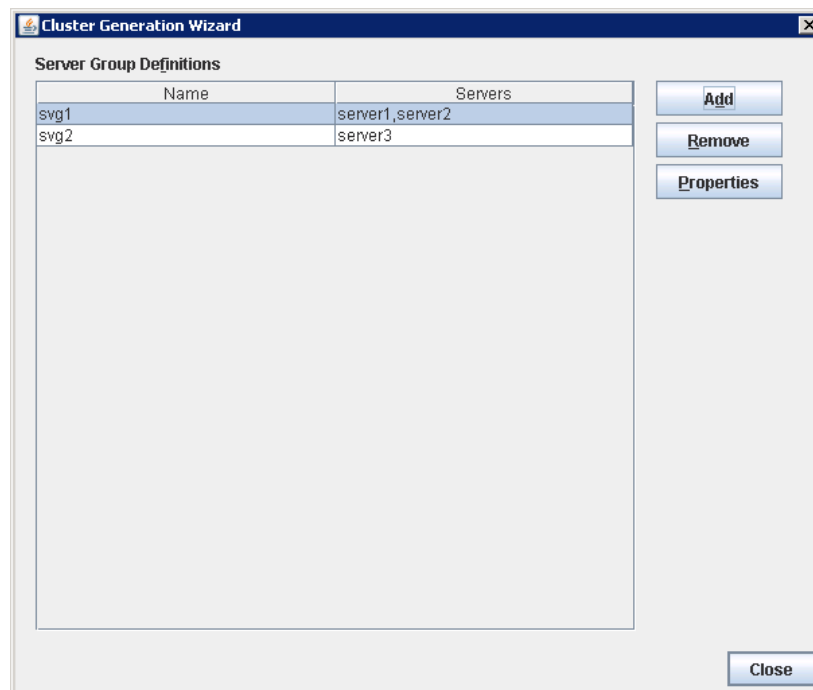 Cluster Generation Wizard
Server Group Definitions
Name Servers
svg1 server1,server2
svg2 server3
Add
Remove
Properties
Close